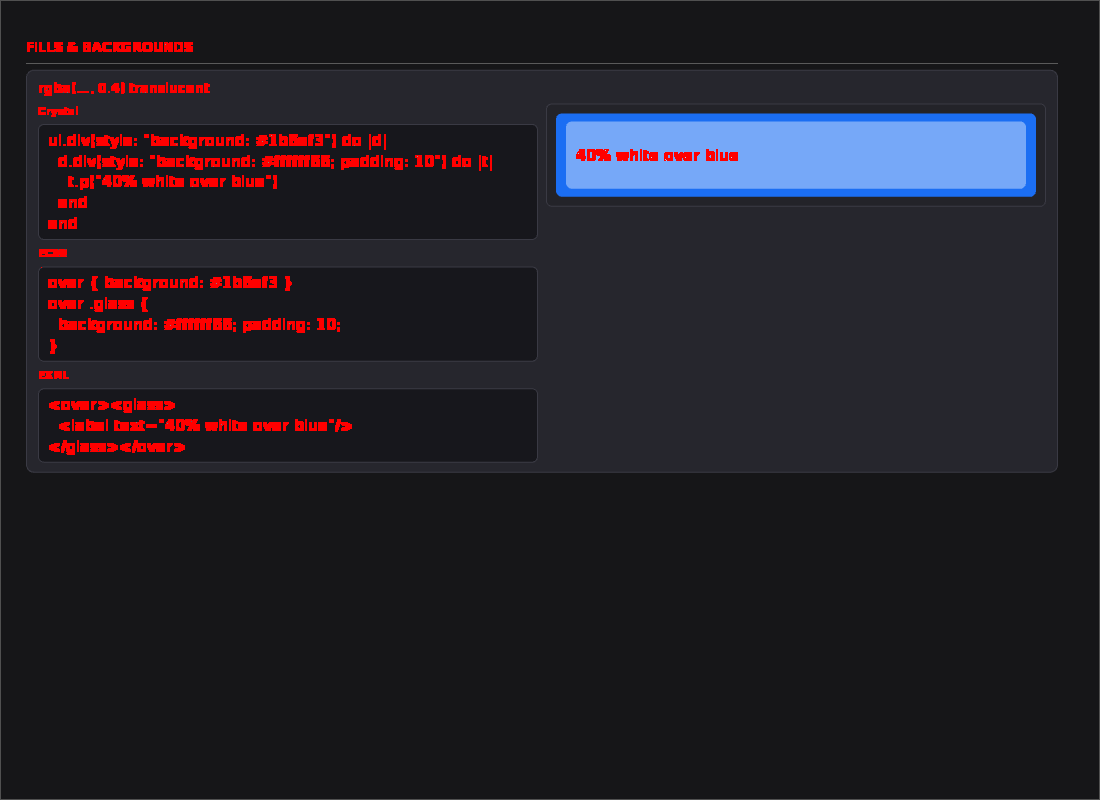 FILLS & BACKGROUNDS
rgba(..., 0.4) translucent
Crystal
ui.div(style: "background: #1b6ef3") do |d|
d.div(style: "background: #ffffff66; padding: 10") do |t|
t.p("40% white over blue")
end
end
40% white over blue
over { background: #1b6ef3 }
over .glass {
background: #ffffff66; padding: 10;
}
<over><glass>
<label text="40% white over blue"/>
</glass></over>